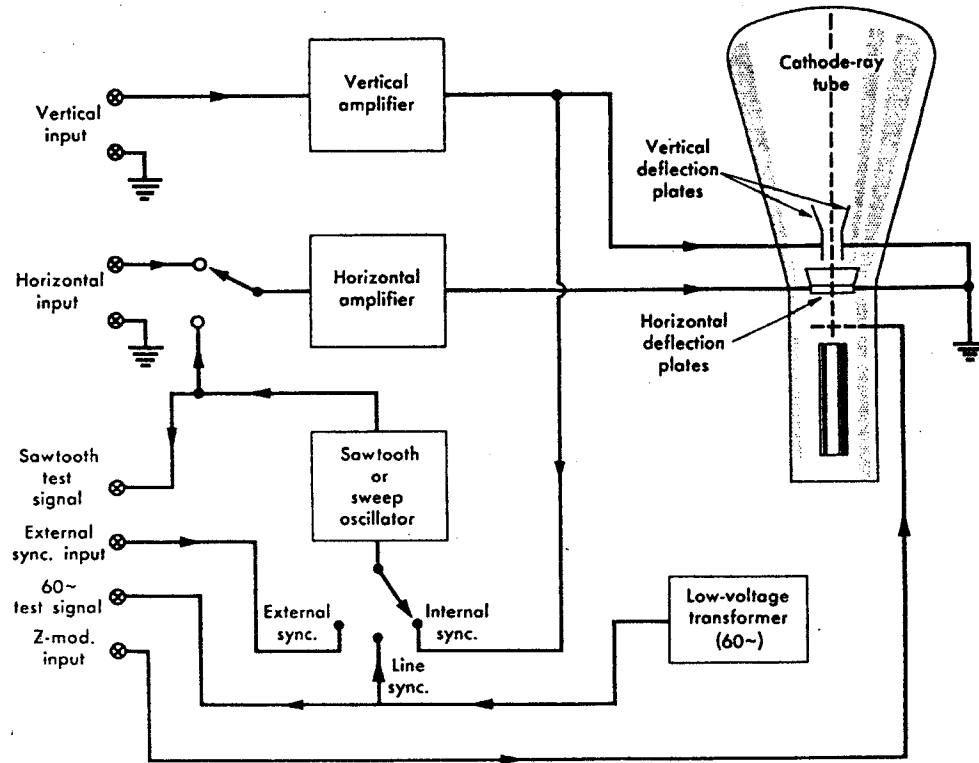 Vertical
input
Vertical
amplifier
Cathode-ray
tube
Vertical
deflection
plates
Horizontal
input
Horizontal
amplifier
Horizontal
deflection
plates
Sawtooth
test
signal
Sawtooth
or
sweep
oscillator
External
sync. input
60~
test signal
Z-mod.
input
External
sync.
Line
sync.
Internal
sync.
Low-voltage
transformer
(60~)